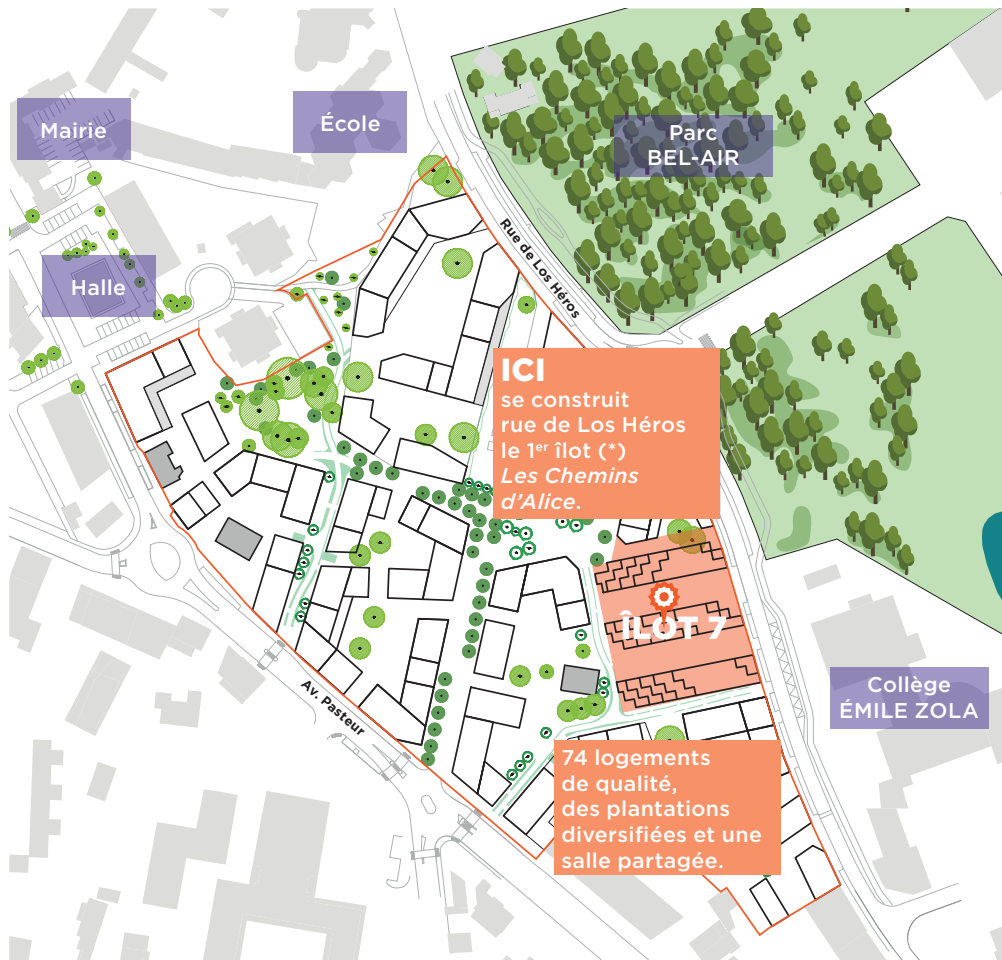 Mairie
École
Parc
BEL-AIR
Halle
Rue de Los Héros
ICI
se construit
rue de Los Héros
le 1er îlot (*)
Les Chemins
d'Alice.
ÎLOT 7
Av. Pasteur
Collège
ÉMILE ZOLA
74 logements
de qualité,
des plantations
diversifiées et une
salle partagée.